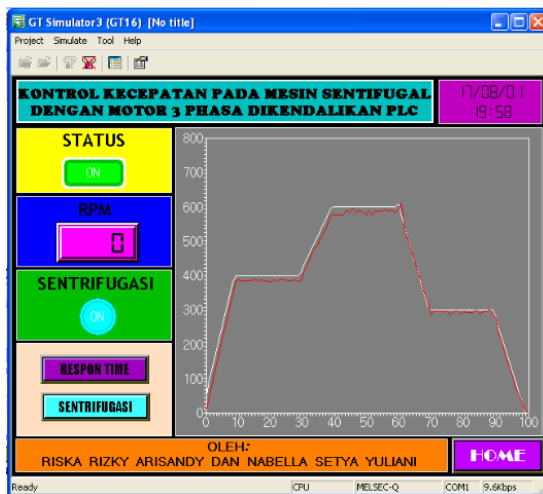 GT Simulator3 (GT16) [No title]
Project Simulate Tool Help
KONTROL KECEPATAN PADA MESIN SENTIFUGAL
DENGAN MOTOR 3 PHASA DIKENDALIKAN PLC
17/08/01
19:58
STATUS
ON
RPM
0
SENTRIFUGASI
ON
RESPON TIME
SENTRIFUGASI
800
700
600
500
400
300
200
100
0
0 10 20 30 40 50 60 70 80 90 100
OLEH:
RISKA RIZKY ARISANDY DAN NABELLA SETYA YULIANI
HOME
Ready CPU MELSEC-Q COM1 9.6kbps